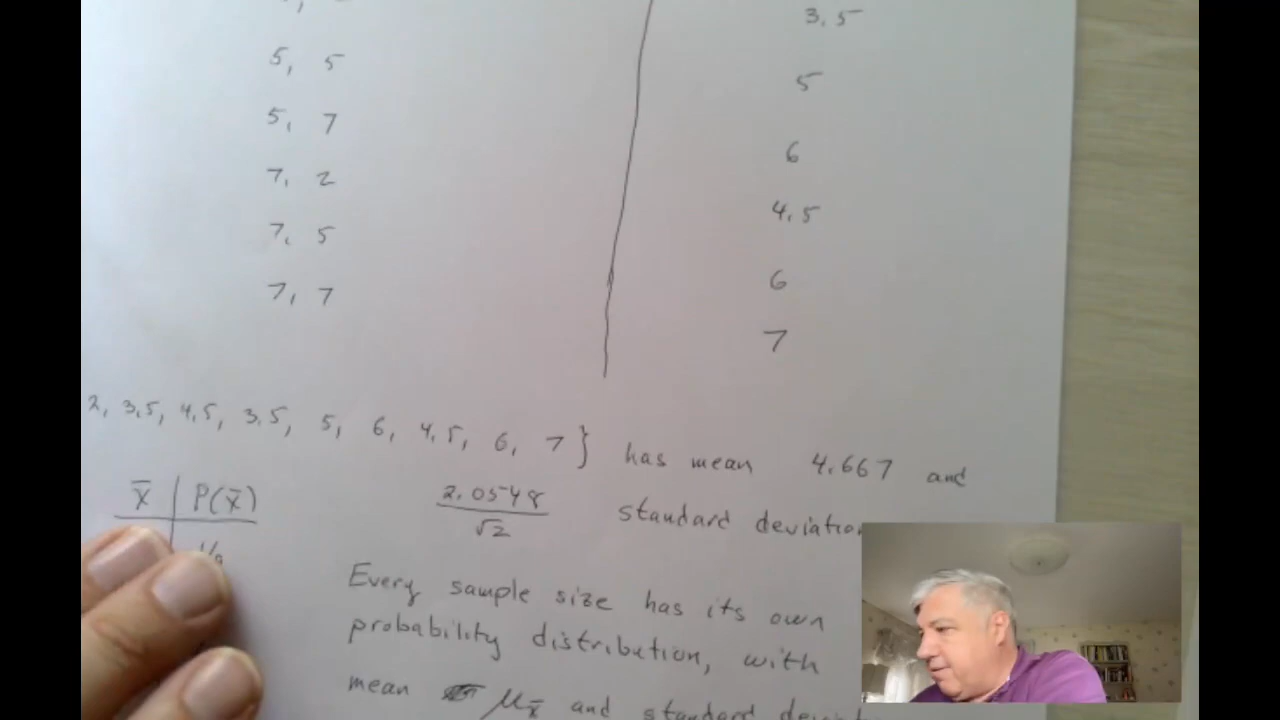 3.5
5, 5 5
5, 7 6
7, 2 4.5
7, 5 6
7, 7 7
2, 3.5, 4.5, 3.5, 5, 6, 4.5, 6, 7} has mean 4.667 and
x̄ P(x̄) 2.0548/√2 standard deviation
Every sample size has its own
probability distribution, with
mean μx̄ and standard